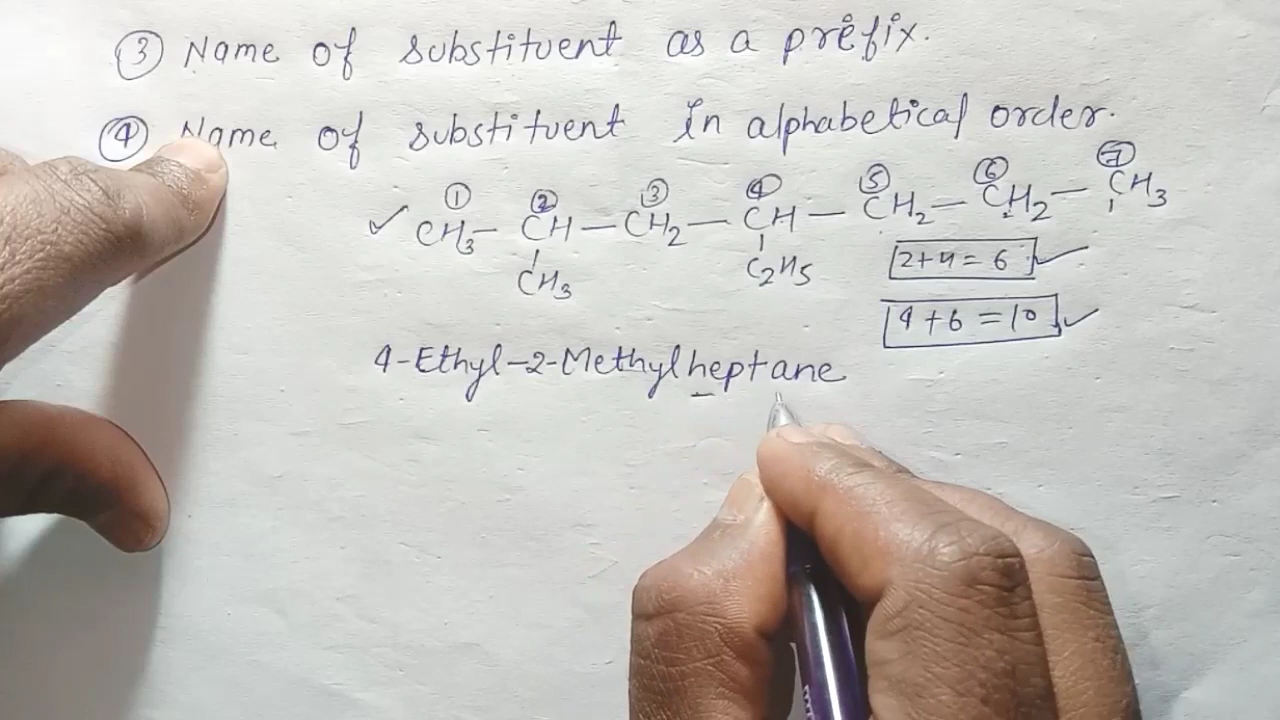 ③ Name of substituent as a prefix.
④ Name of substituent in alphabetical order.
① ② ③ ④ ⑤ ⑥ ⑦
✓ CH3 – CH – CH2 – CH – CH2 – CH2 – CH3
CH3 C2H5
2+4=6 ✓
4+6=10 ✓
4-Ethyl-2-Methylheptane